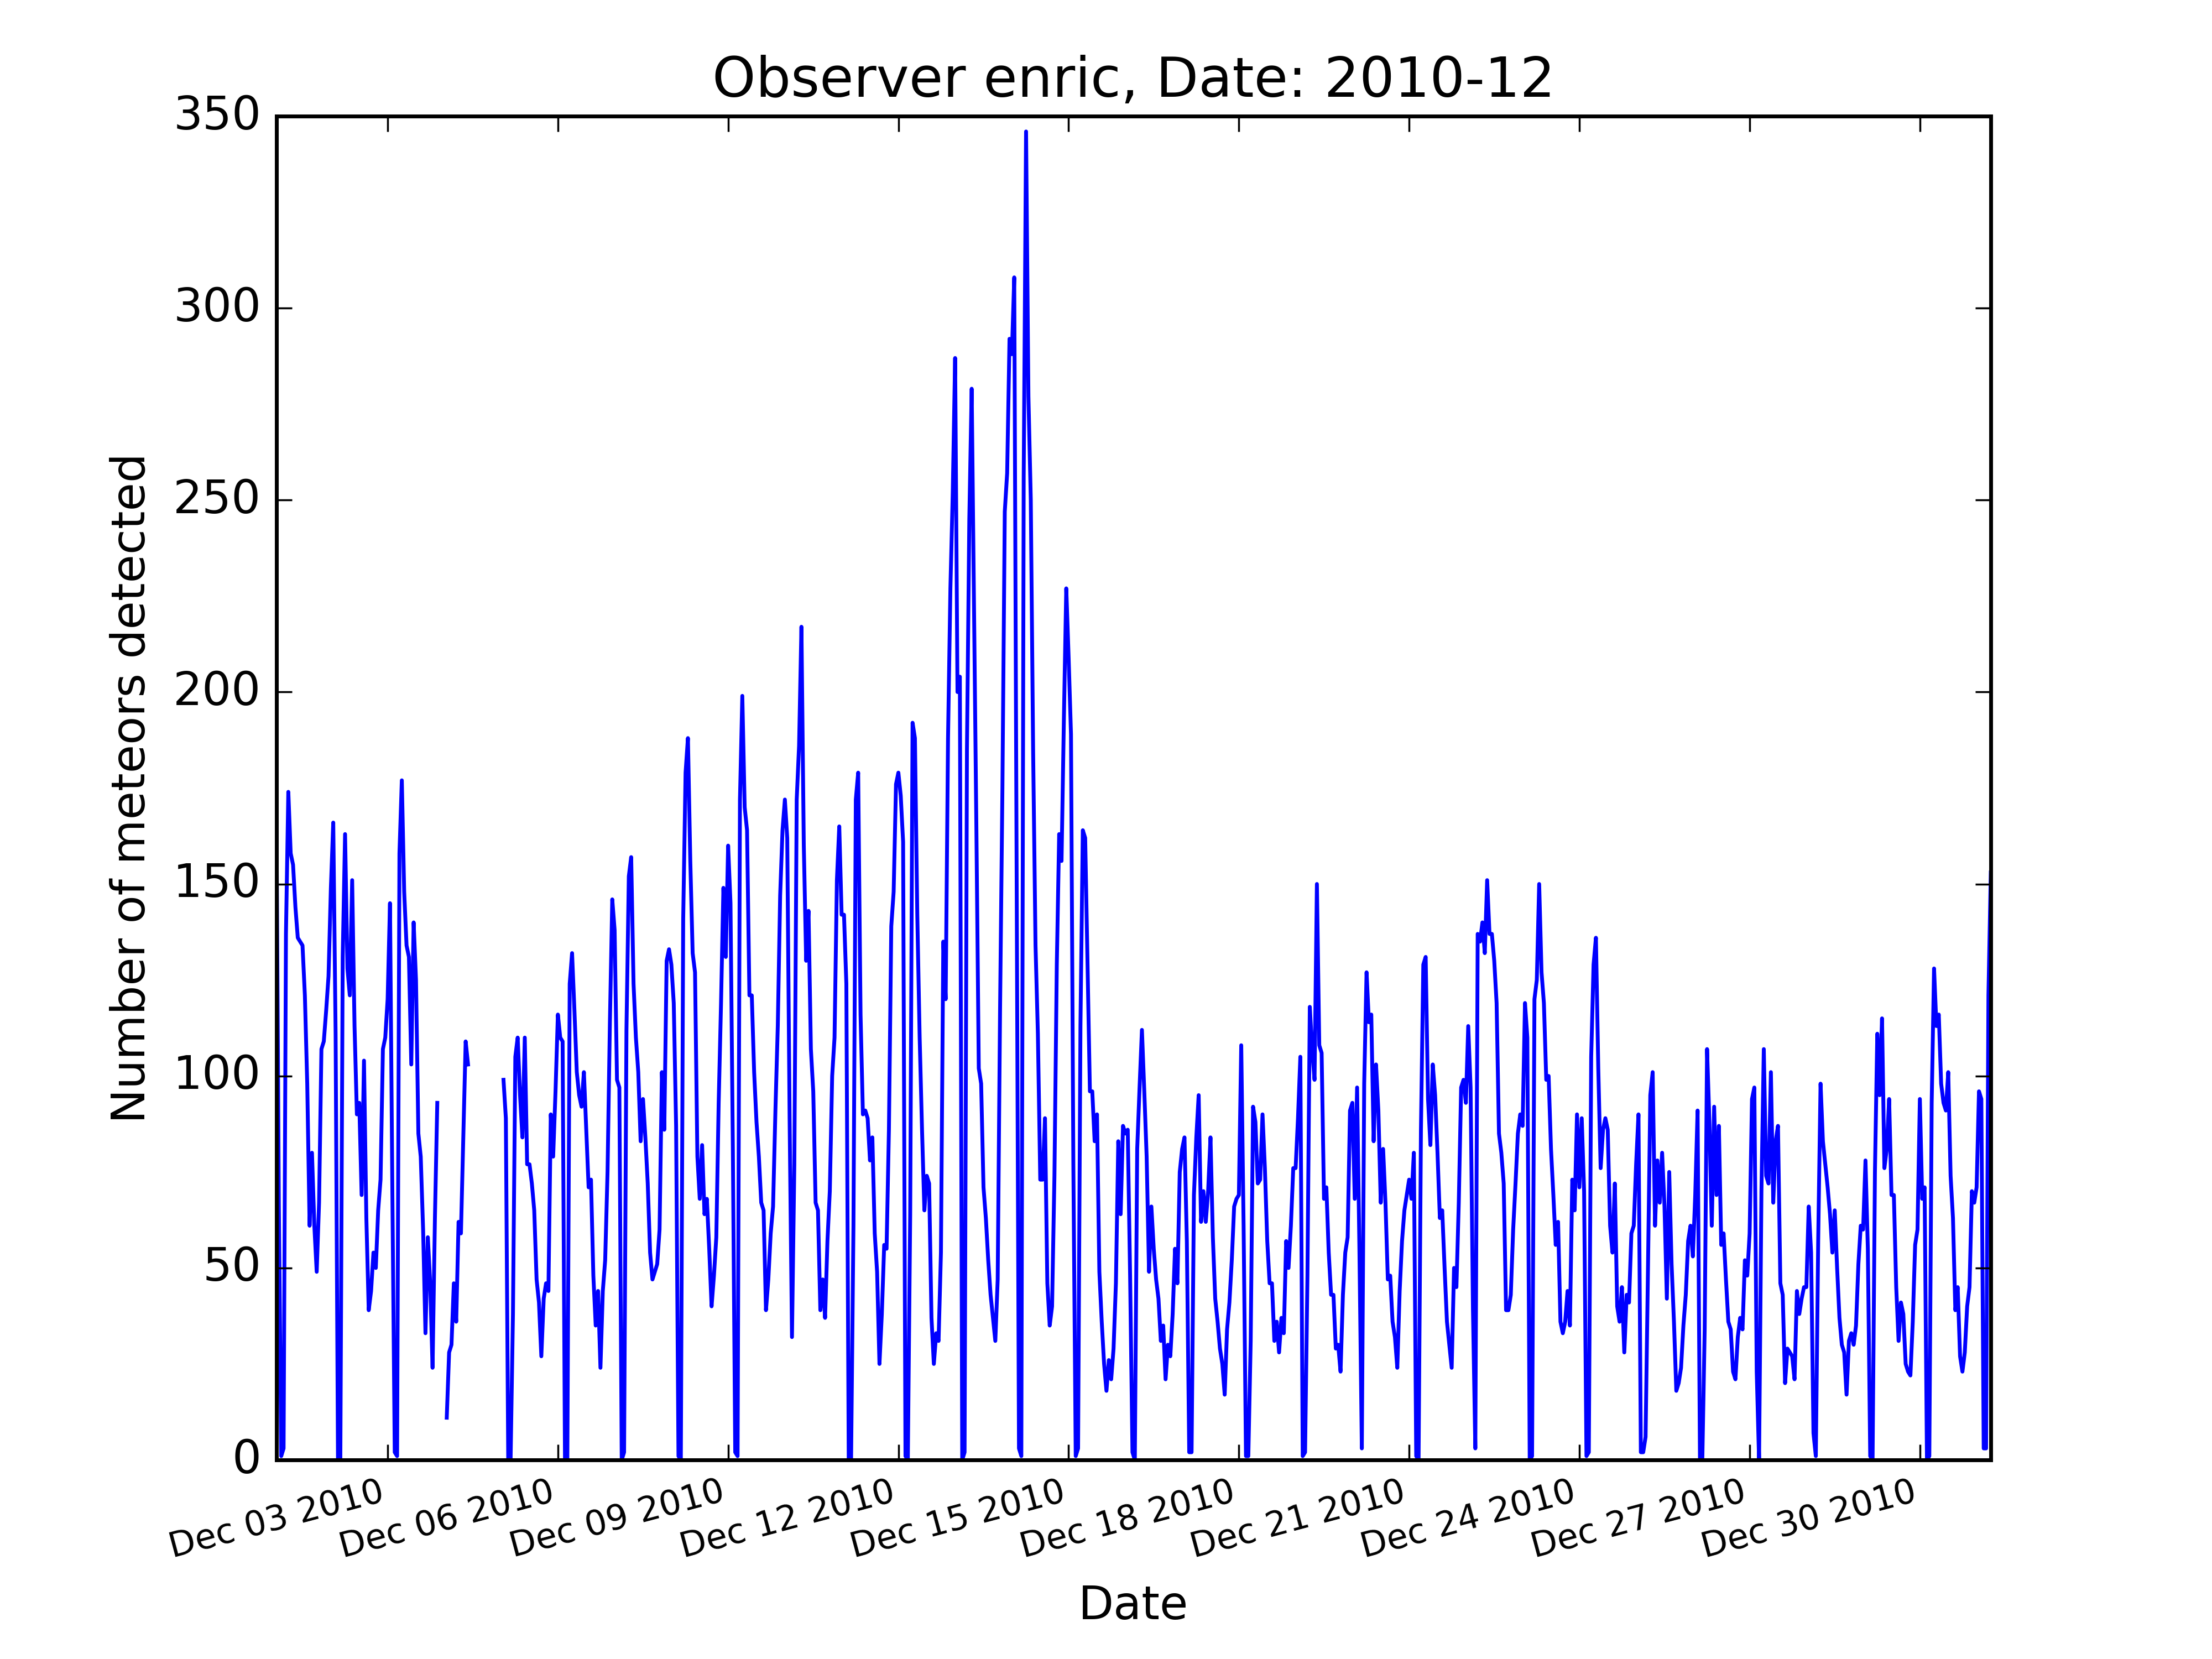 Observer enric, Date: 2010-12
350
300
250
200
150
100
50
0
Number of meteors detected
Dec 03 2010
Dec 06 2010
Dec 09 2010
Dec 12 2010
Dec 15 2010
Dec 18 2010
Dec 21 2010
Dec 24 2010
Dec 27 2010
Dec 30 2010
Date